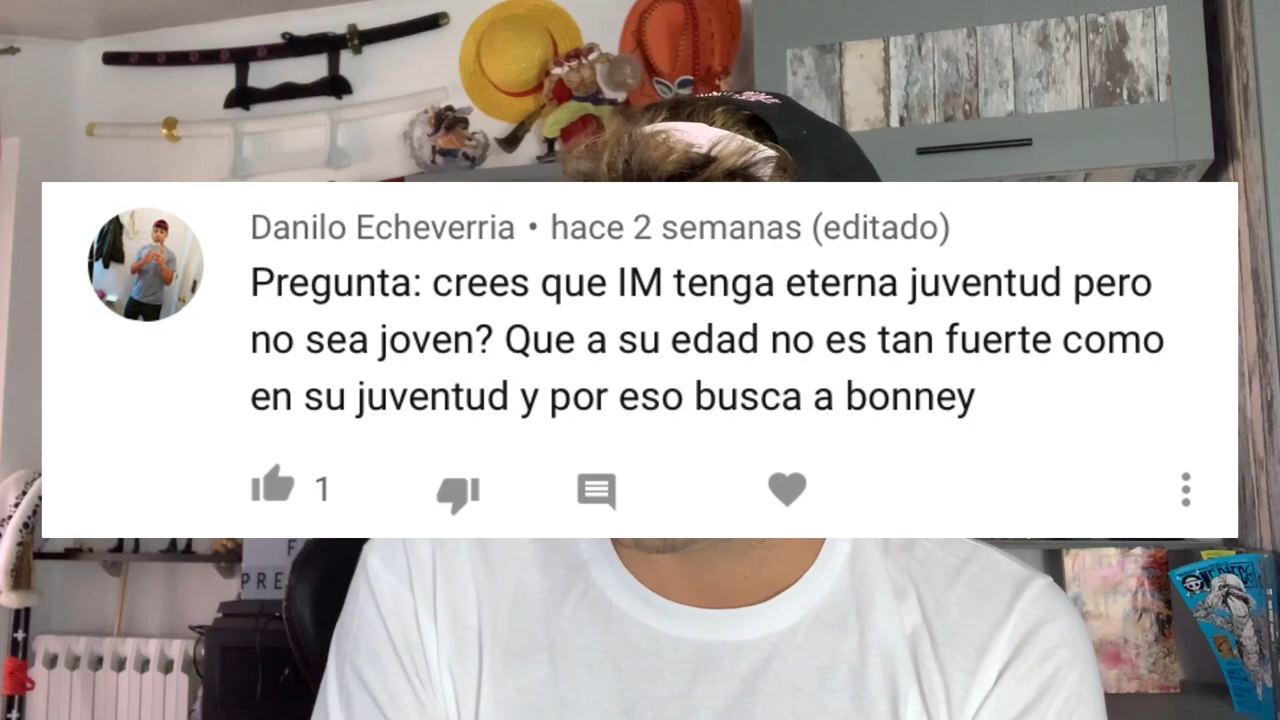 Danilo Echeverria • hace 2 semanas (editado)
Pregunta: crees que IM tenga eterna juventud pero
no sea joven? Que a su edad no es tan fuerte como
en su juventud y por eso busca a bonney
1
F
PRE